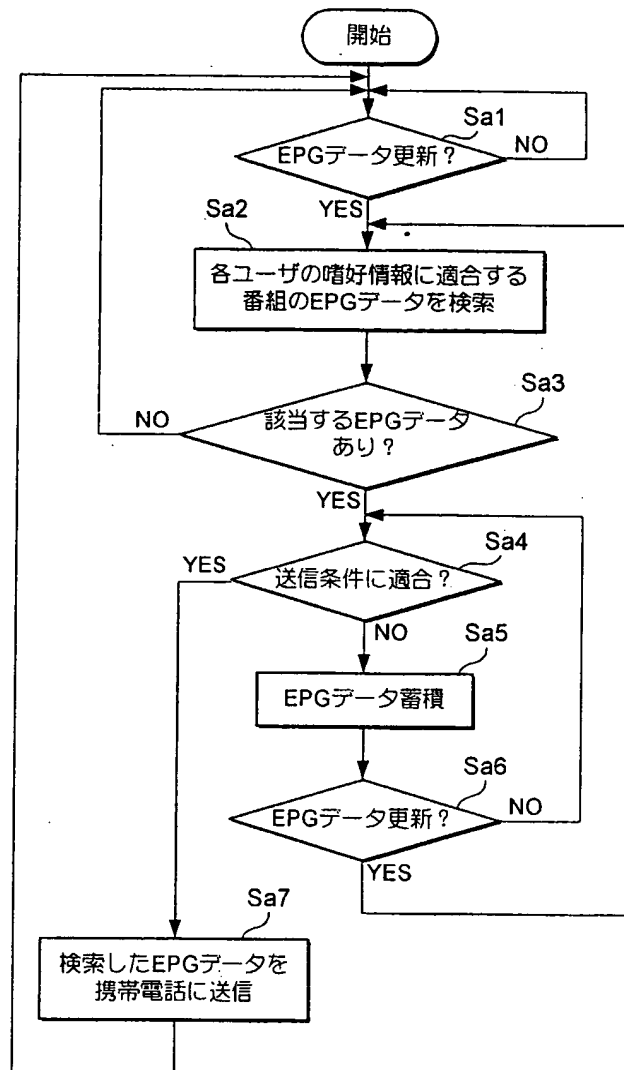 開始
Sa1
EPGデータ更新？
NO
YES
Sa2
各ユーザの嗜好情報に適合する
番組のEPGデータを検索
Sa3
NO
該当するEPGデータ
あり？
YES
Sa4
YES
送信条件に適合？
NO
Sa5
EPGデータ蓄積
Sa6
EPGデータ更新？
NO
YES
Sa7
検索したEPGデータを
携帯電話に送信